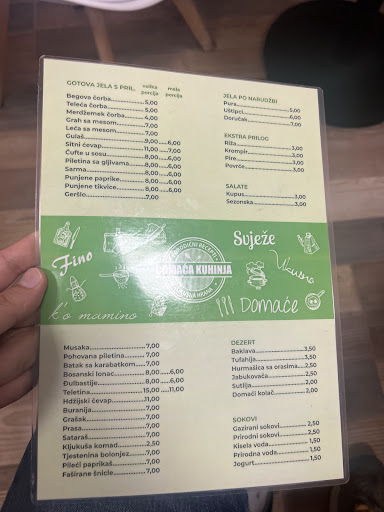 GOTOVA JELA S PRIL. velika porcija mala porcija
Begova čorba 5,00
Teleća čorba 5,00
Merdžemek čorba 4,00
Grah sa mesom 7,00
Leća sa mesom 7,00
Gulaš 9,00 6,00
Sitni ćevap 11,00 7,00
Ćufte u sosu 8,00 6,00
Piletina sa gljivama 8,00 6,00
Sarma 8,00 6,00
Punjene paprike 8,00 6,00
Punjene tikvice 8,00 6,00
Geršlo 7,00
JELA PO NARUDŽBI
Pura 5,00
Uštipci 6,00
Doručak 7,00
EKSTRA PRILOG
Riža 3,00
Krompir 3,00
Pire 3,00
Povrće 3,00
SALATE
Kupus 3,00
Sezonska 3,00
Fino
DOMAĆA KUHINJA
Svježe
Ukusno
k'o mamino
Domaće
Musaka 7,00
Pohovana piletina 7,00
Batak sa karabatkom 7,00
Bosanski lonac 8,00 6,00
Đulbastije 8,00 6,00
Teletina 15,00 11,00
Hdžijski ćevap 11,00
Buranija 7,00
Grašak 7,00
Prasa 7,00
Sataraš 7,00
Kljukuša komad 2,50
Tjestenina bolonjez 7,00
Pileći paprikaš 7,00
Faširane šnicle 7,00
DEZERT
Baklava 3,50
Tufahija 3,50
Hurmašica sa orasima 2,50
Jabukovača 2,50
Sutlija 2,50
Domaći kolač 2,50
SOKOVI
Gazirani sokovi 2,50
Prirodni sokovi 2,50
Kisela voda 1,50
Prirodna voda 1,50
Jogurt 1,50